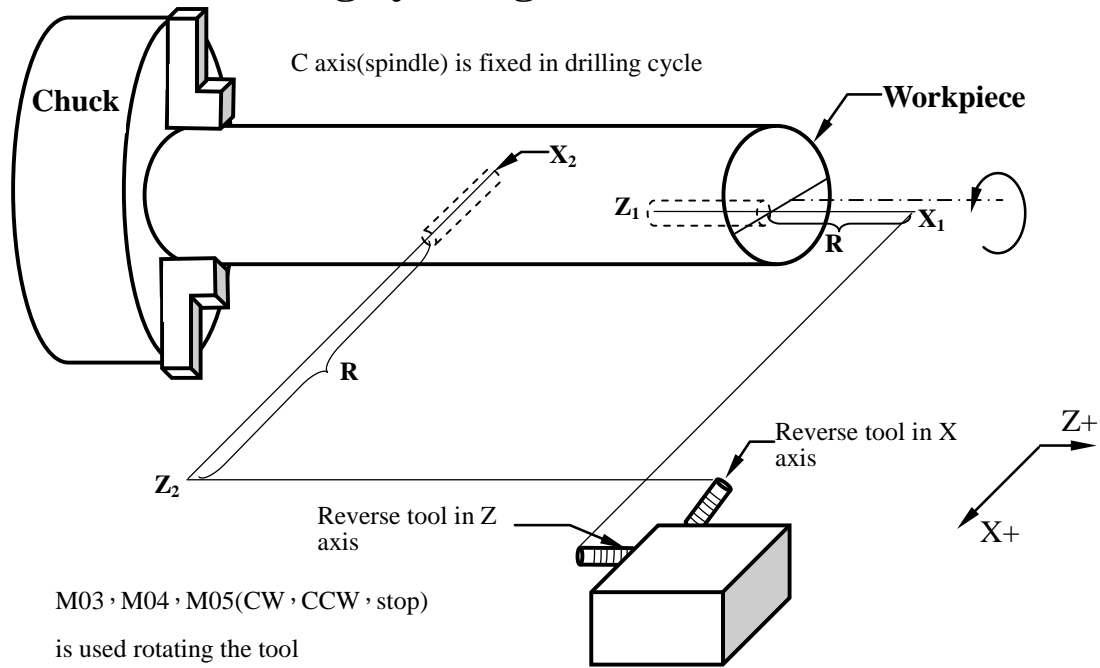 C axis(spindle) is fixed in drilling cycle
Chuck
Workpiece
X2
Z1
X1
R
R
Z2
Reverse tool in X
axis
Z+
Reverse tool in Z
axis
X+
M03，M04，M05(CW，CCW，stop)
is used rotating the tool